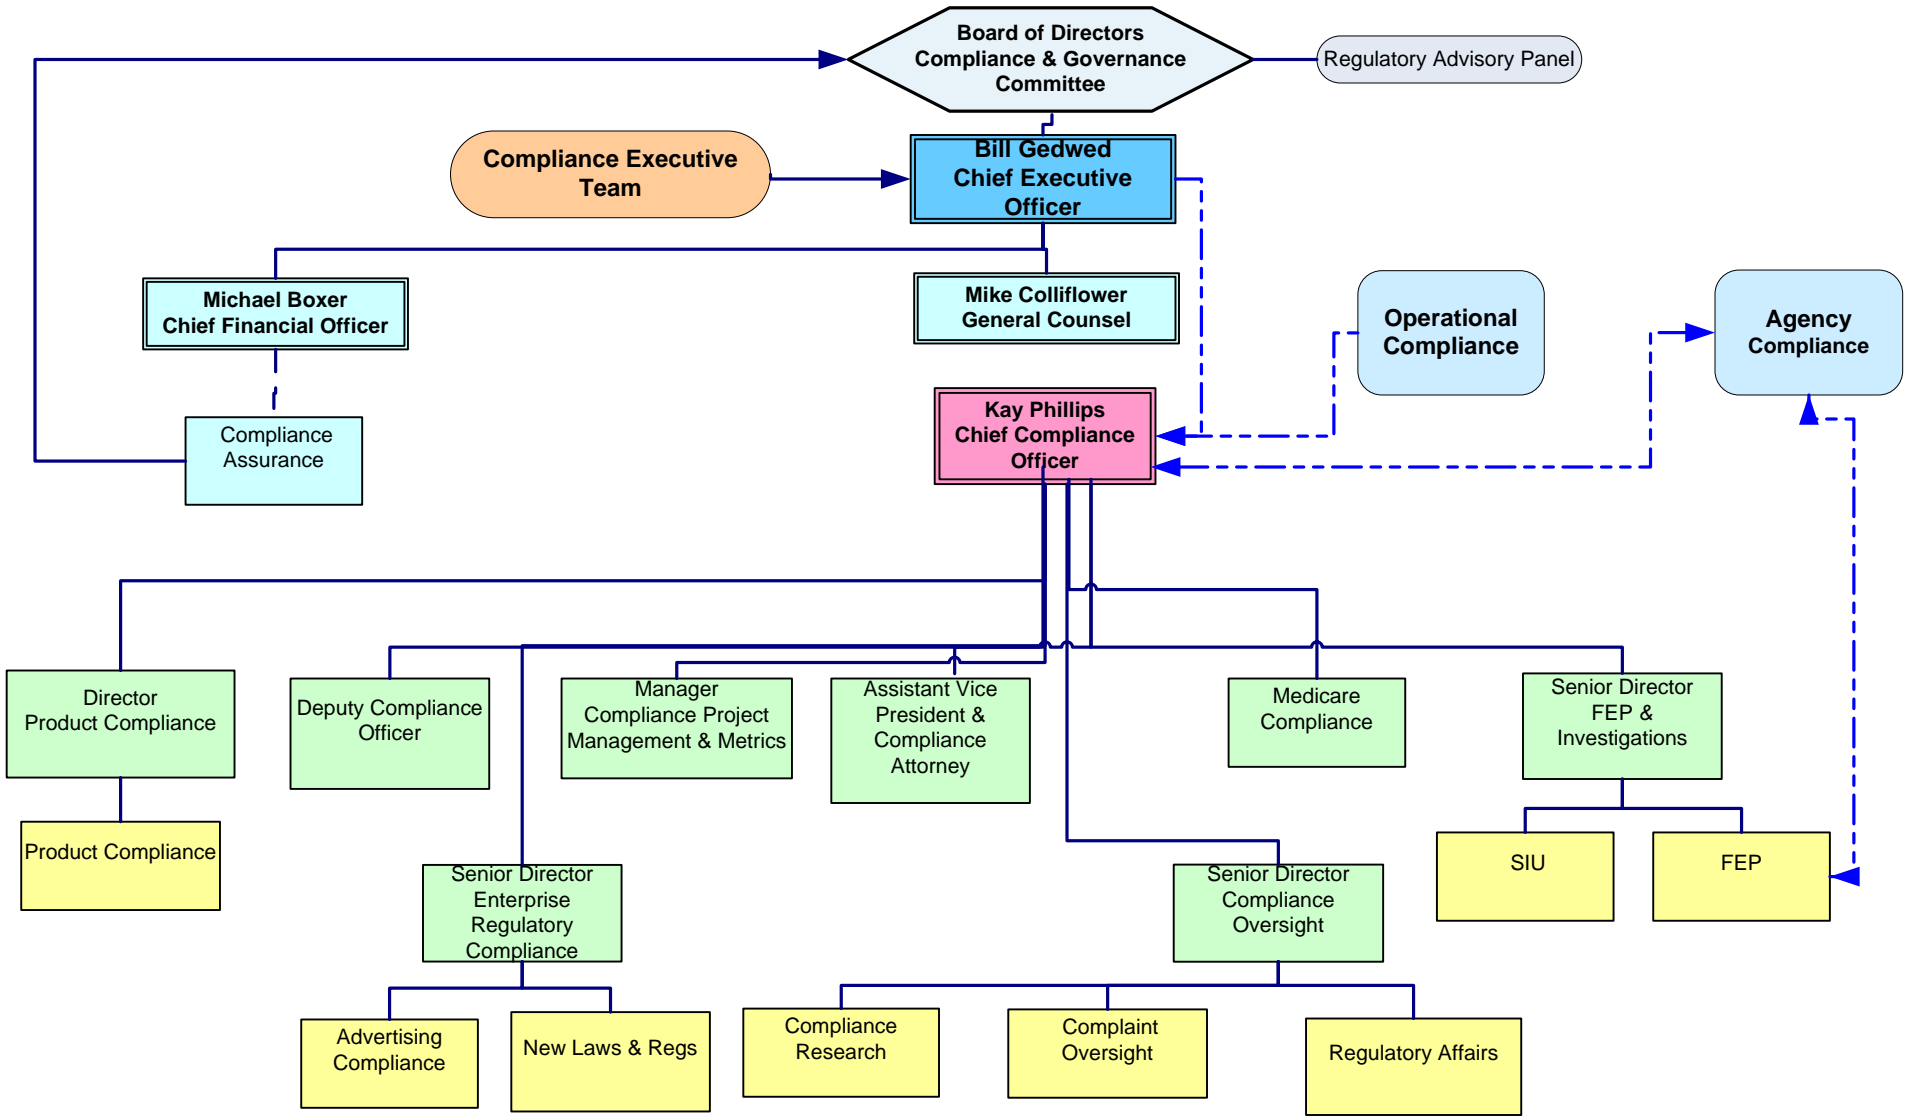 Board of Directors
Compliance & Governance
Committee
Regulatory Advisory Panel
Compliance Executive
Team
Bill Gedwed
Chief Executive
Officer
Michael Boxer
Chief Financial Officer
Mike Colliflower
General Counsel
Operational
Compliance
Agency
Compliance
Compliance
Assurance
Kay Phillips
Chief Compliance
Officer
Director
Product Compliance
Deputy Compliance
Officer
Manager
Compliance Project
Management & Metrics
Assistant Vice
President &
Compliance
Attorney
Medicare
Compliance
Senior Director
FEP &
Investigations
Product Compliance
Senior Director
Enterprise
Regulatory
Compliance
Senior Director
Compliance
Oversight
SIU
FEP
Advertising
Compliance
New Laws & Regs
Compliance
Research
Complaint
Oversight
Regulatory Affairs